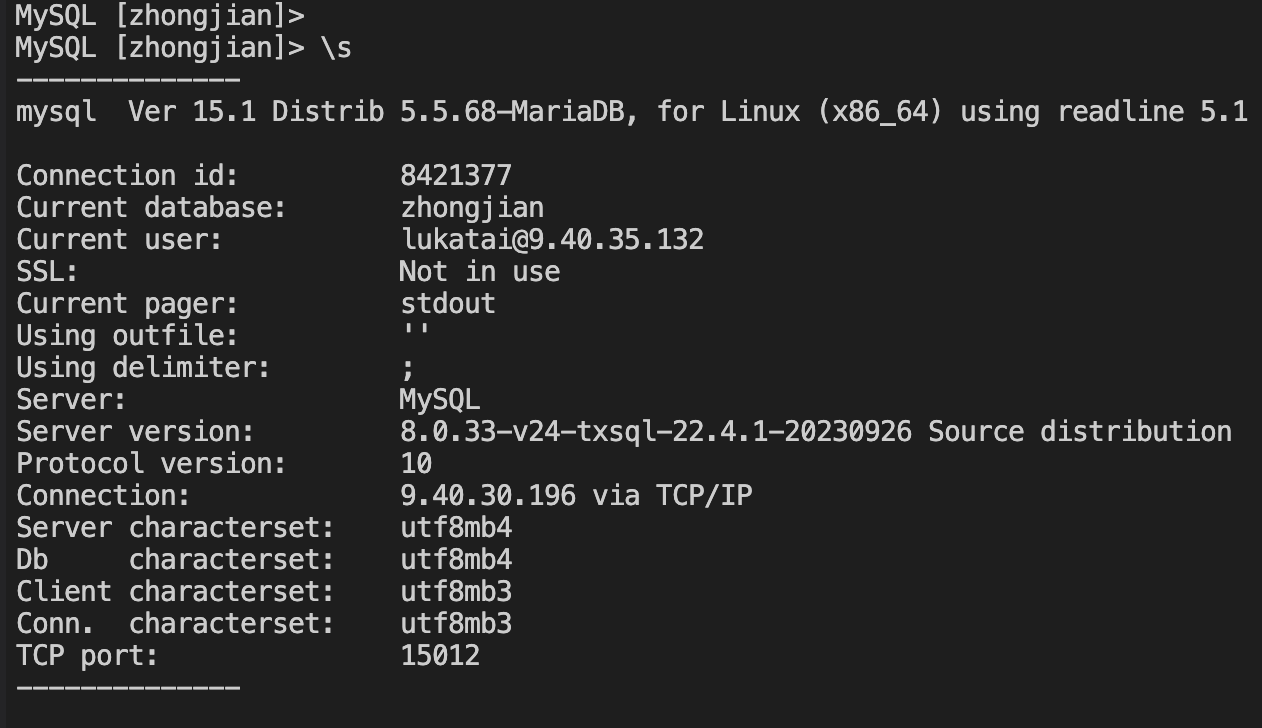 MySQL [zhongjian]>
MySQL [zhongjian]> \s
--------------
mysql  Ver 15.1 Distrib 5.5.68-MariaDB, for Linux (x86_64) using readline 5.1

Connection id:          8421377
Current database:       zhongjian
Current user:           lukatai@9.40.35.132
SSL:                    Not in use
Current pager:          stdout
Using outfile:          ''
Using delimiter:        ;
Server:                 MySQL
Server version:         8.0.33-v24-txsql-22.4.1-20230926 Source distribution
Protocol version:       10
Connection:             9.40.30.196 via TCP/IP
Server characterset:    utf8mb4
Db     characterset:    utf8mb4
Client characterset:    utf8mb3
Conn.  characterset:    utf8mb3
TCP port:               15012
--------------